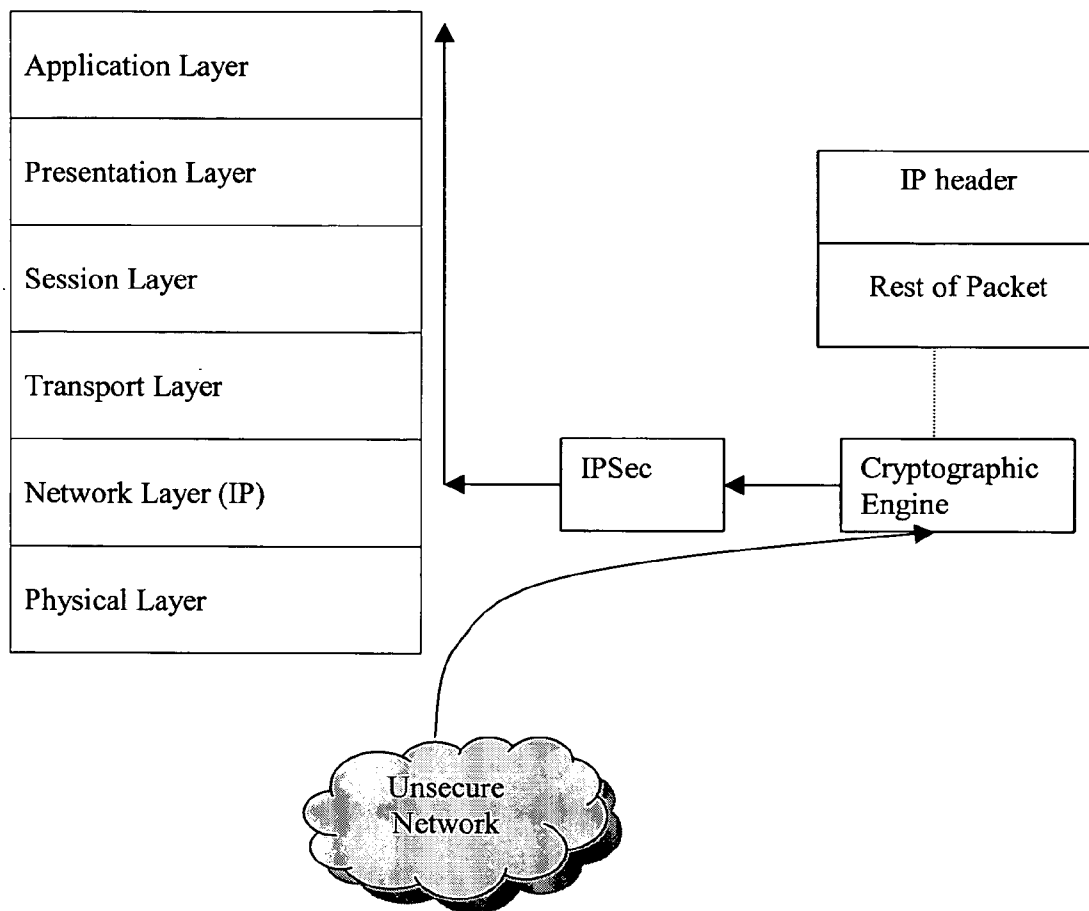 Application Layer
Presentation Layer
Session Layer
Transport Layer
Network Layer (IP)
Physical Layer
IP header
Rest of Packet
IPSec
Cryptographic
Engine
Unsecure
Network